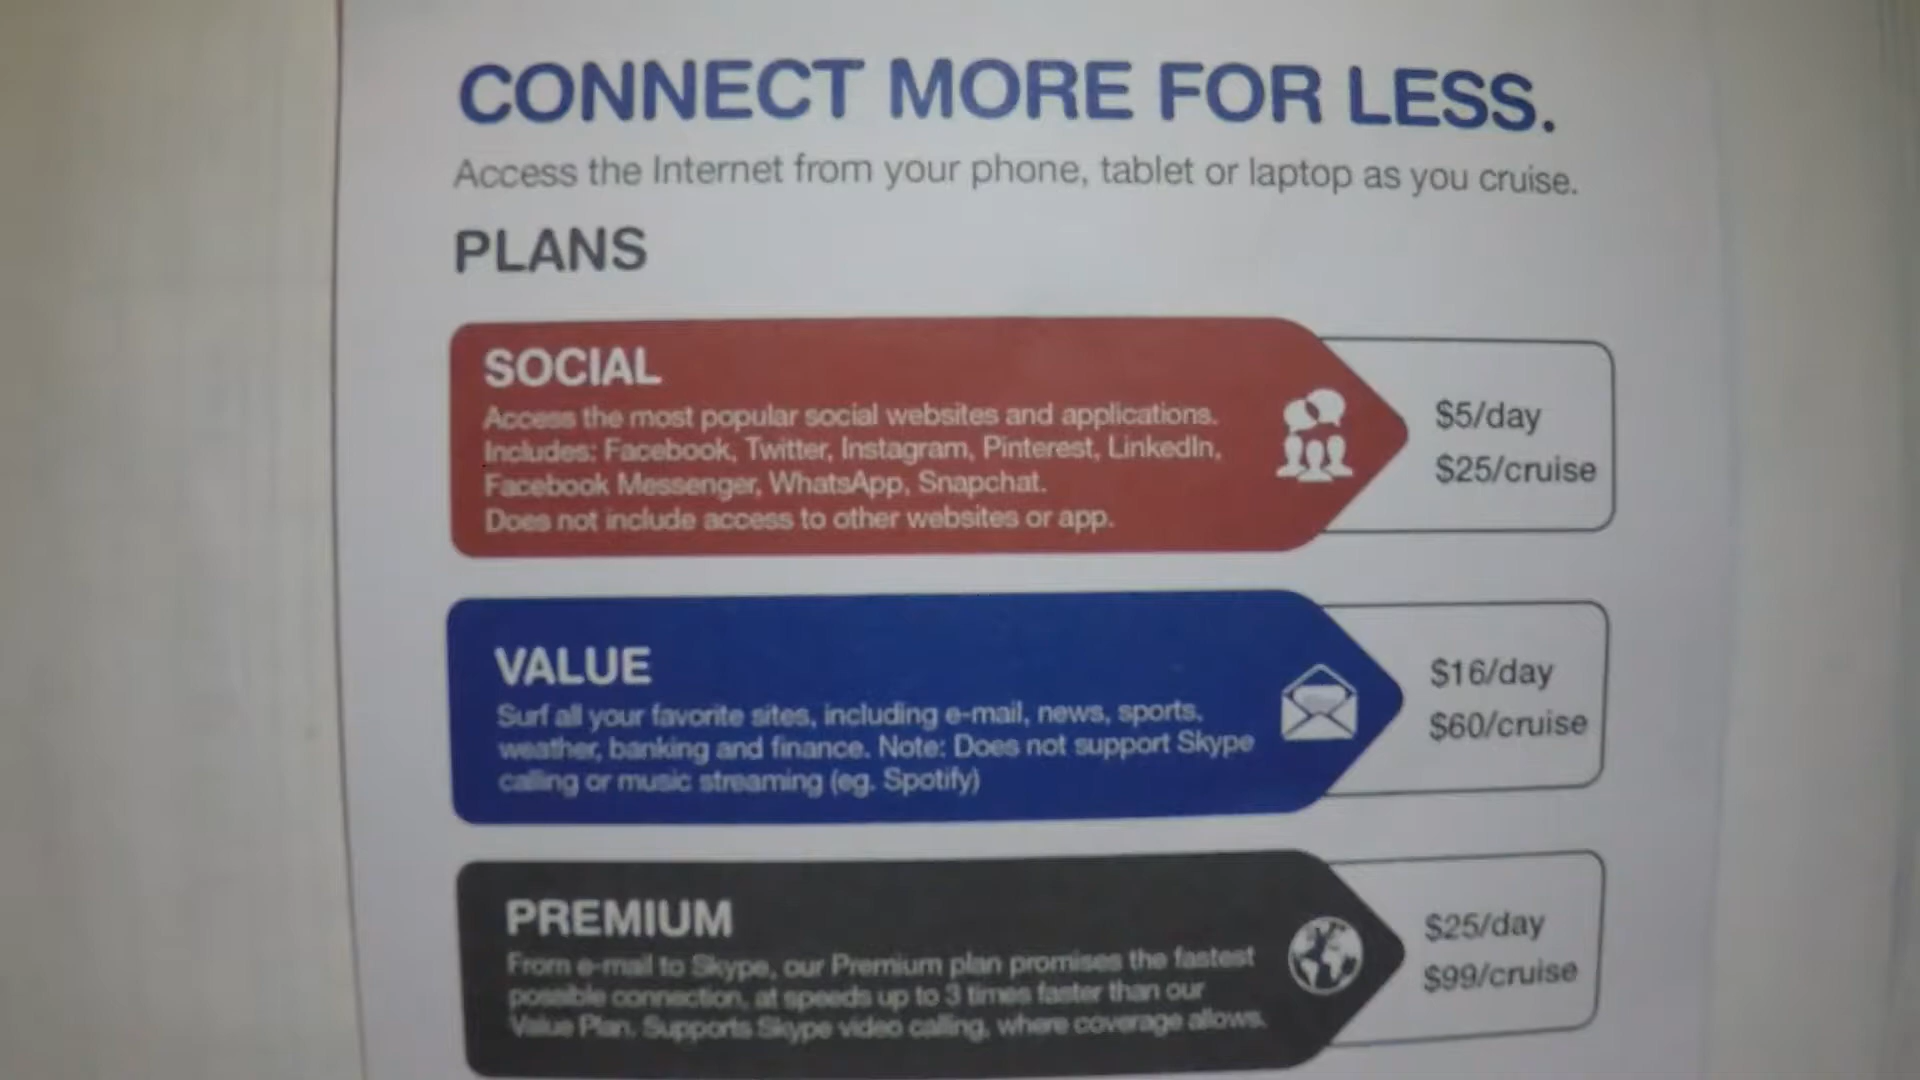 CONNECT MORE FOR LESS.
Access the Internet from your phone, tablet or laptop as you cruise.
PLANS
SOCIAL
Access the most popular social websites and applications.
Includes: Facebook, Twitter, Instagram, Pinterest, LinkedIn,
Facebook Messenger, WhatsApp, Snapchat.
Does not include access to other websites or app.
$5/day
$25/cruise
VALUE
Surf all your favorite sites, including e-mail, news, sports,
weather, banking and finance. Note: Does not support Skype
calling or music streaming (eg. Spotify)
$16/day
$60/cruise
PREMIUM
From e-mail to Skype, our Premium plan promises the fastest
possible connection, at speeds up to 3 times faster than our
Value Plan. Supports Skype video calling, where coverage allows.
$25/day
$99/cruise